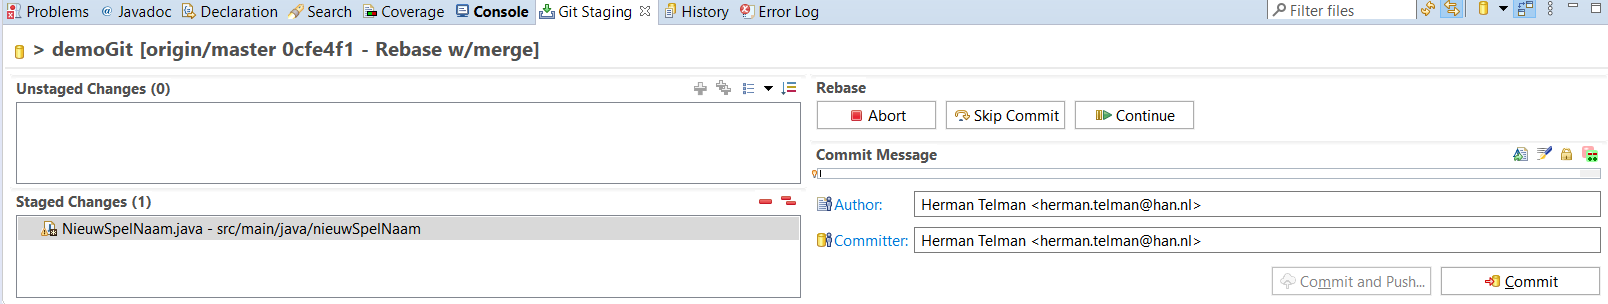 Problems @ Javadoc Declaration Search Coverage Console Git Staging History Error Log Filter files
> demoGit [origin/master 0cfe4f1 - Rebase w/merge]
Unstaged Changes (0)
Rebase
Abort Skip Commit Continue
Commit Message
Staged Changes (1)
NieuwSpelNaam.java - src/main/java/nieuwSpelNaam
Author: Herman Telman <herman.telman@han.nl>
Committer: Herman Telman <herman.telman@han.nl>
Commit and Push... Commit